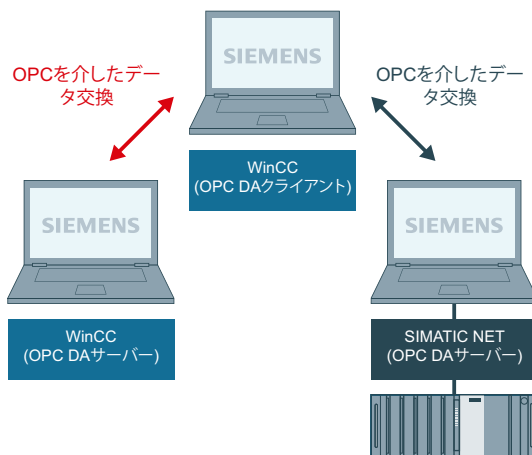 SIEMENS
OPCを介したデー
タ交換
OPCを介したデー
タ交換
WinCC
(OPC DAクライアント)
SIEMENS
SIEMENS
WinCC
(OPC DAサーバー)
SIMATIC NET
(OPC DAサーバー)